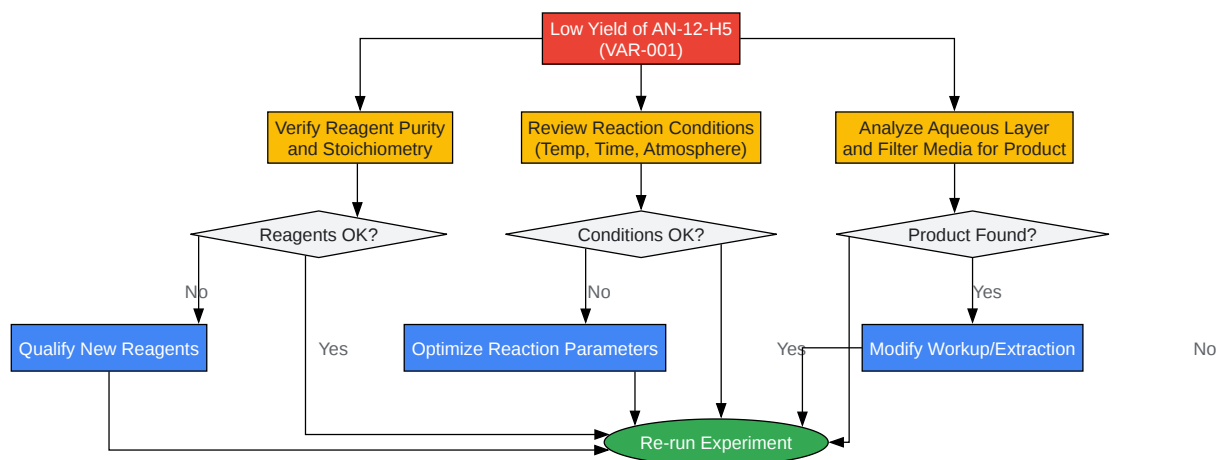 Low Yield of AN-12-H5
(VAR-001)
Verify Reagent Purity
and Stoichiometry
Review Reaction Conditions
(Temp, Time, Atmosphere)
Analyze Aqueous Layer
and Filter Media for Product
Reagents OK?
Conditions OK?
Product Found?
No
No
Yes
Qualify New Reagents
Yes
Optimize Reaction Parameters
Yes
Modify Workup/Extraction
No
Re-run Experiment